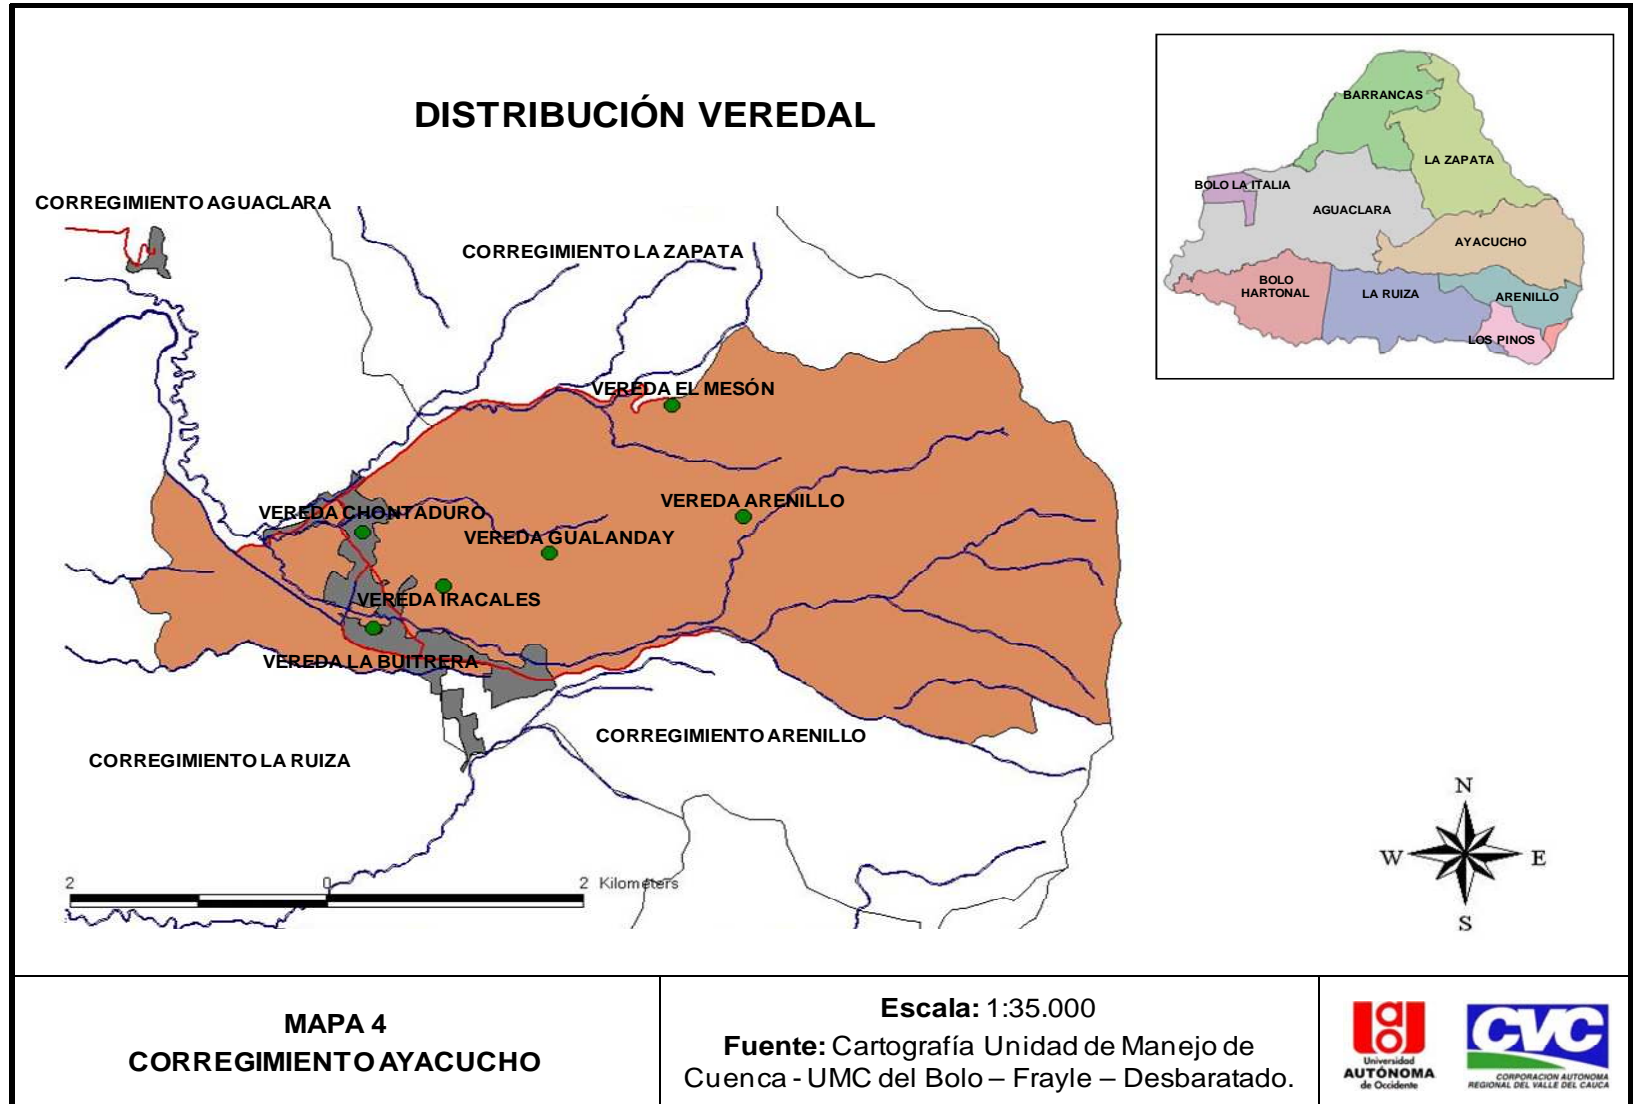 DISTRIBUCIÓN VEREDAL
BARRANCAS
LA ZAPATA
BOLO LA ITALIA
AGUACLARA
AYACUCHO
BOLO
HARTONAL
LA RUIZA
ARENILLO
LOS PINOS
CORREGIMIENTO AGUACLARA
CORREGIMIENTO LA ZAPATA
VEREDA EL MESÓN
VEREDA ARENILLO
VEREDA CHONTADURO
VEREDA GUALANDAY
VEREDA IRACALES
VEREDA LA BUITRERA
CORREGIMIENTO ARENILLO
CORREGIMIENTO LA RUIZA
N
W E
S
2 0 2 Kilometers
MAPA 4
CORREGIMIENTO AYACUCHO
Escala: 1:35.000
Fuente: Cartografía Unidad de Manejo de
Cuenca - UMC del Bolo – Frayle – Desbaratado.
Universidad
AUTÓNOMA
de Occidente
CVC
CORPORACION AUTONOMA
REGIONAL DEL VALLE DEL CAUCA